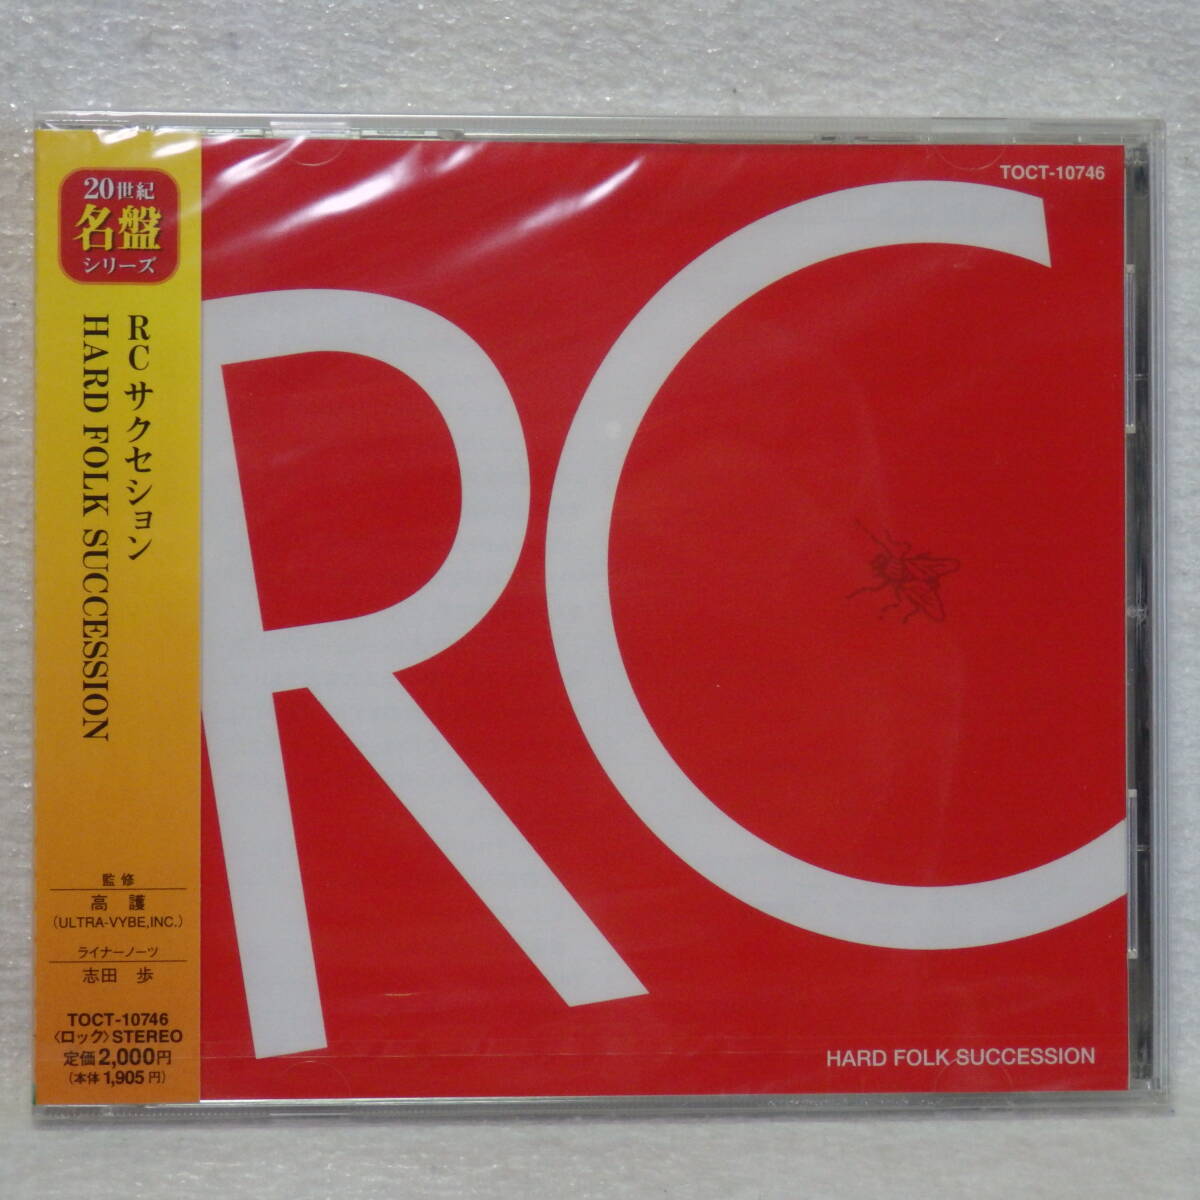 20世紀
名盤
シリーズ
RCサクセション
HARD FOLK SUCCESSION
監修
高 護
(ULTRA-VYBE,INC.)
ライナーノーツ
志田 歩
TOCT-10746
〈ロック〉STEREO
定価2,000円
(本体1,905円)
TOCT-10746
RC
HARD FOLK SUCCESSION